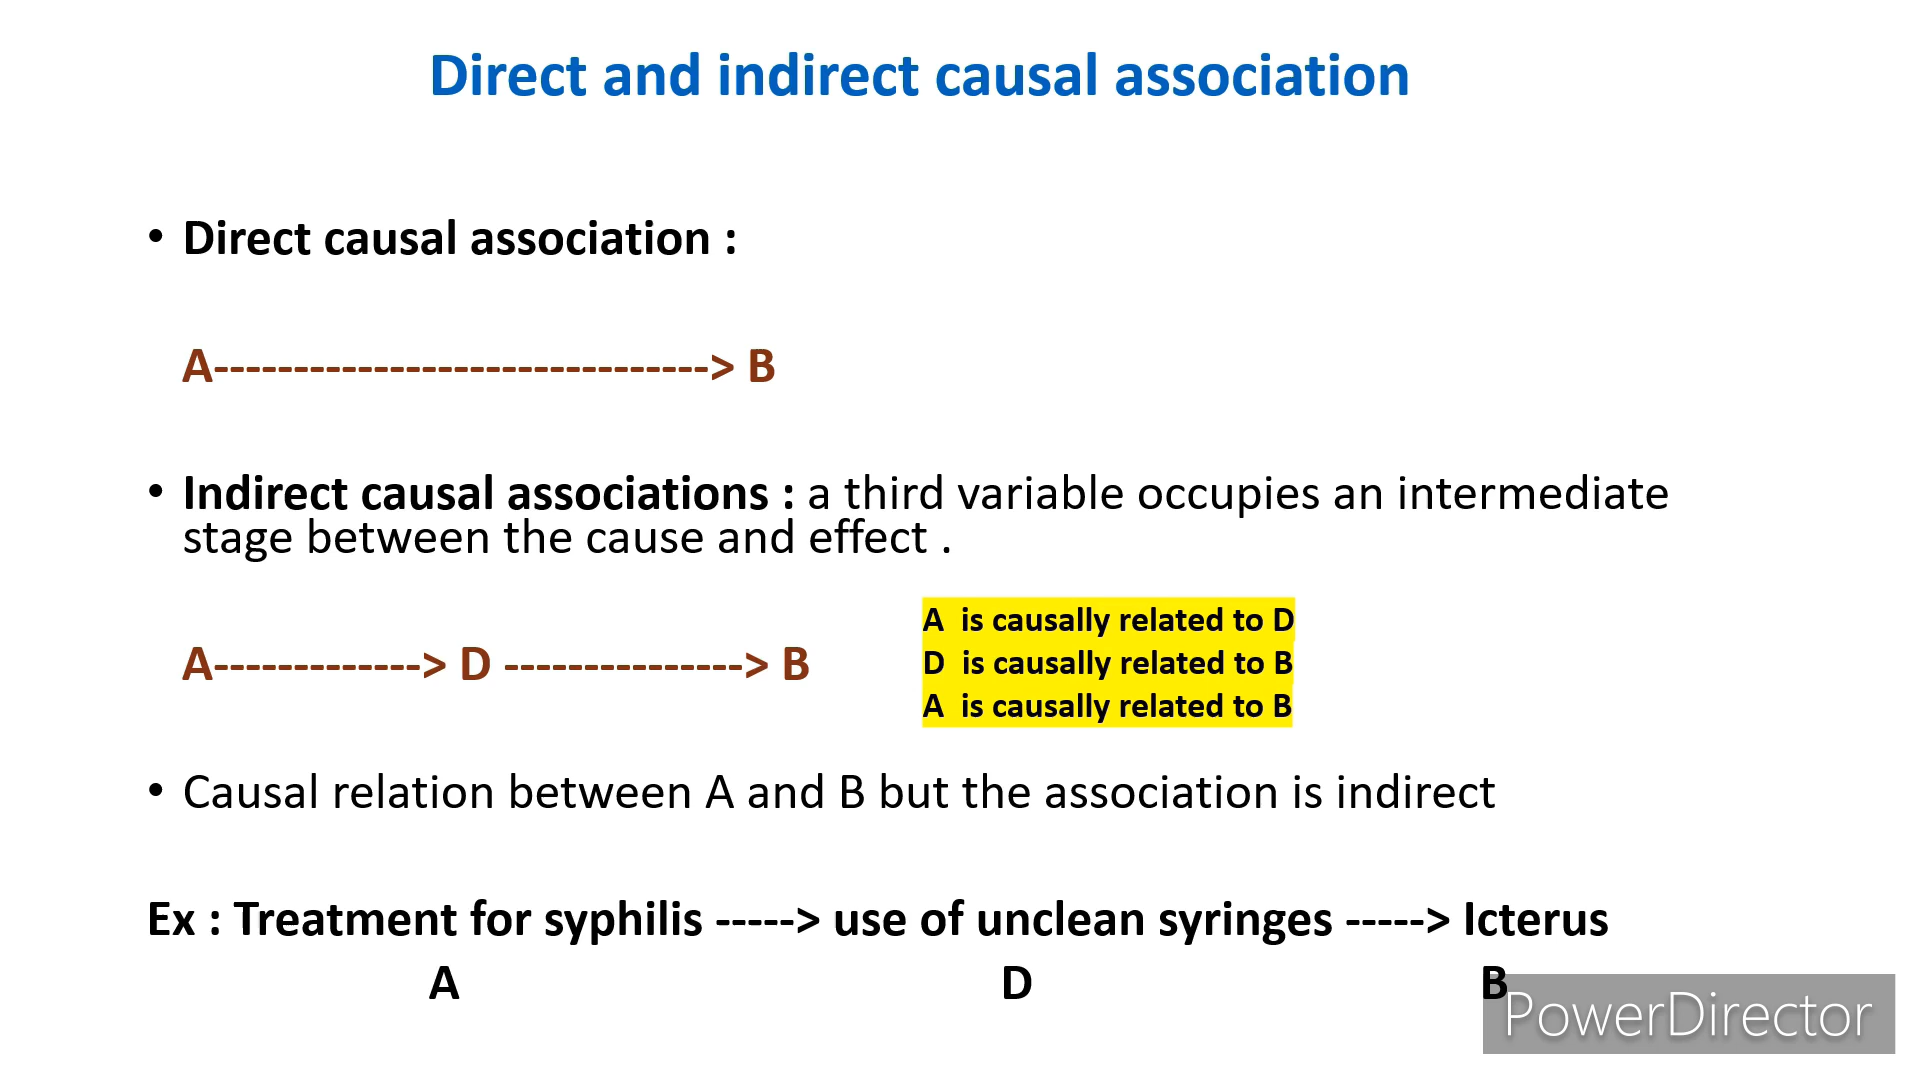 Direct and indirect causal association
• Direct causal association :
A-------------------------------> B
• Indirect causal associations : a third variable occupies an intermediate
stage between the cause and effect .
A-------------> D ---------------> B
A is causally related to D
D is causally related to B
A is causally related to B
• Causal relation between A and B but the association is indirect
Ex : Treatment for syphilis -----> use of unclean syringes -----> Icterus
A D B
PowerDirector